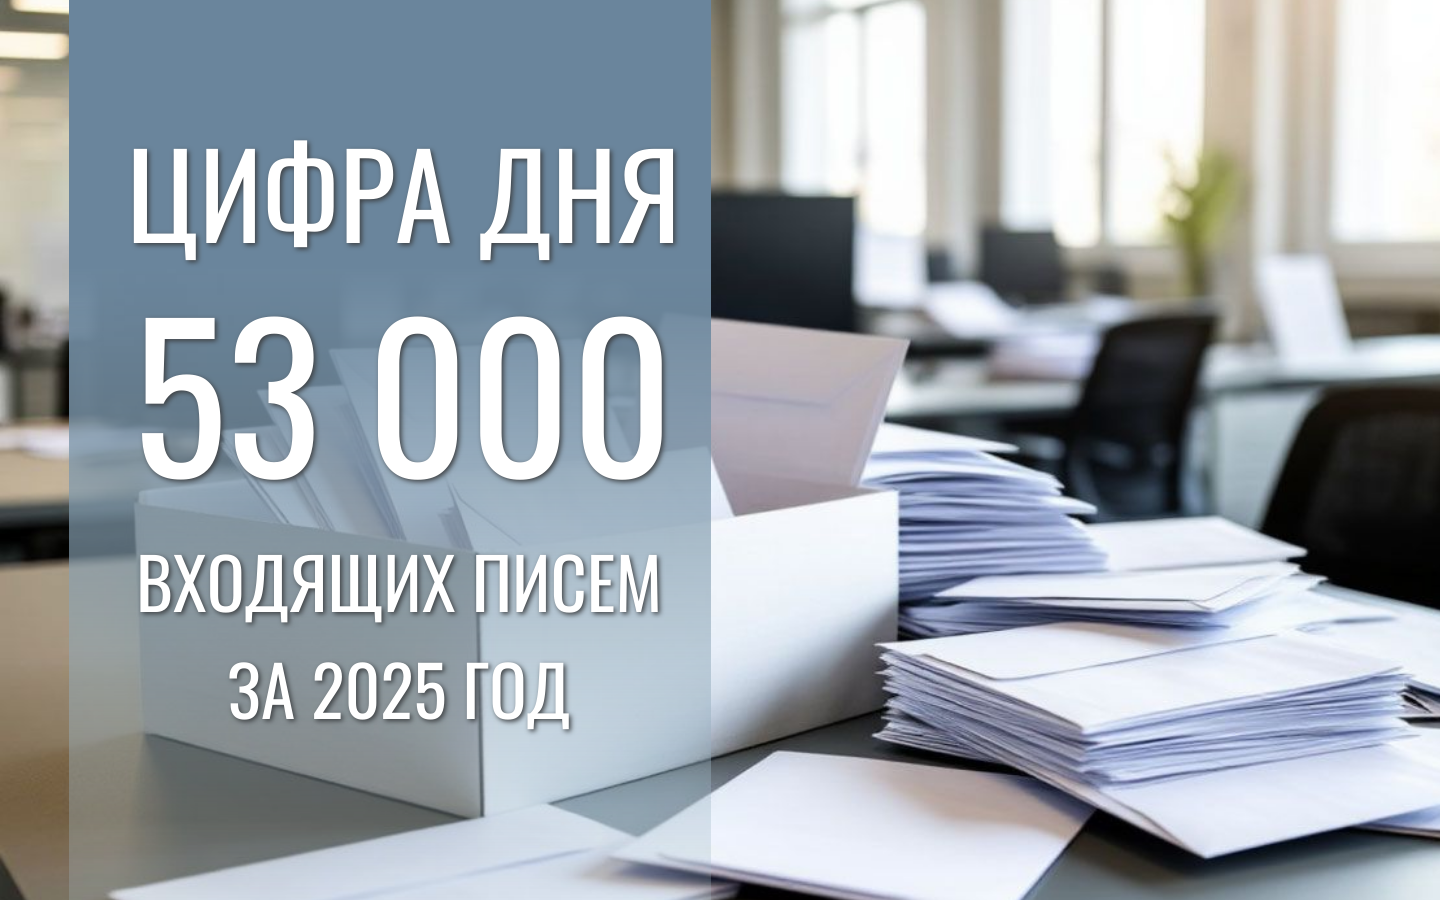 ЦИФРА ДНЯ
53 000
ВХОДЯЩИХ ПИСЕМ
ЗА 2025 ГОД